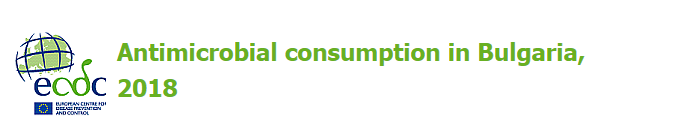 Antimicrobial consumption in Bulgaria,
2018
ecdc
EUROPEAN CENTRE FOR
DISEASE PREVENTION
AND CONTROL